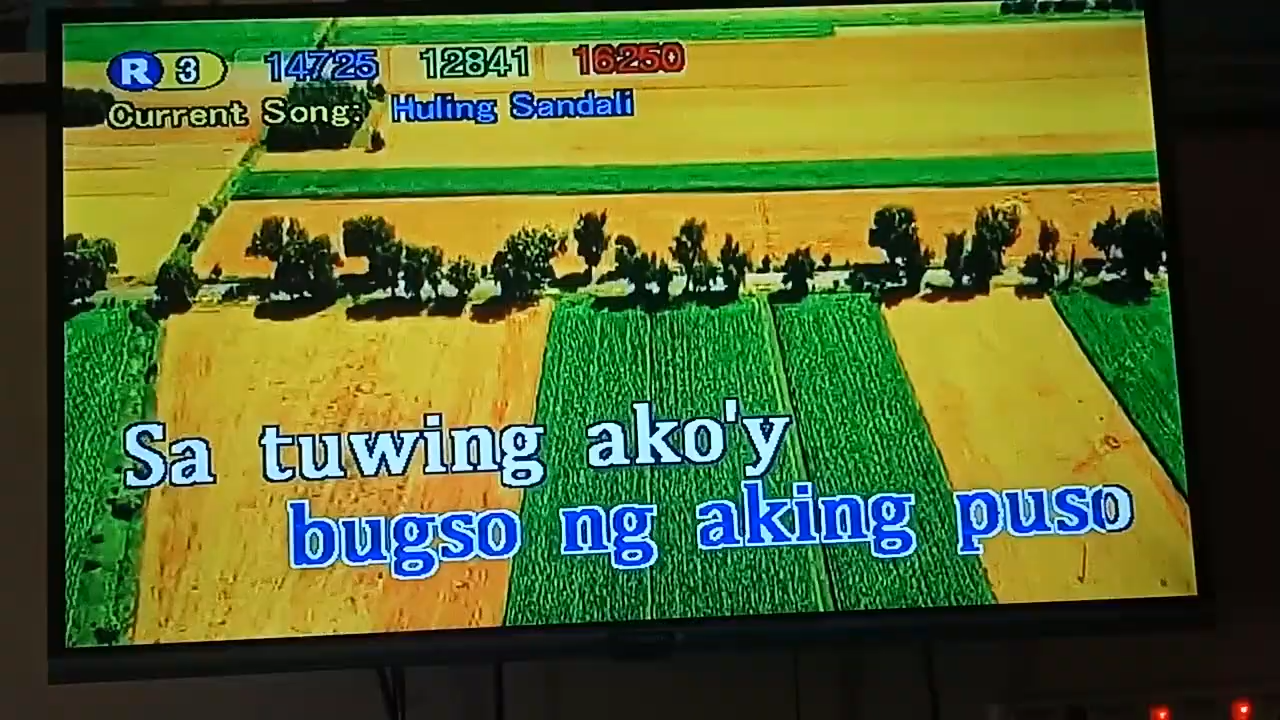 R 3 14725 12841 16250
Current Song: Huling Sandali
Sa tuwing ako'y
bugso ng aking puso